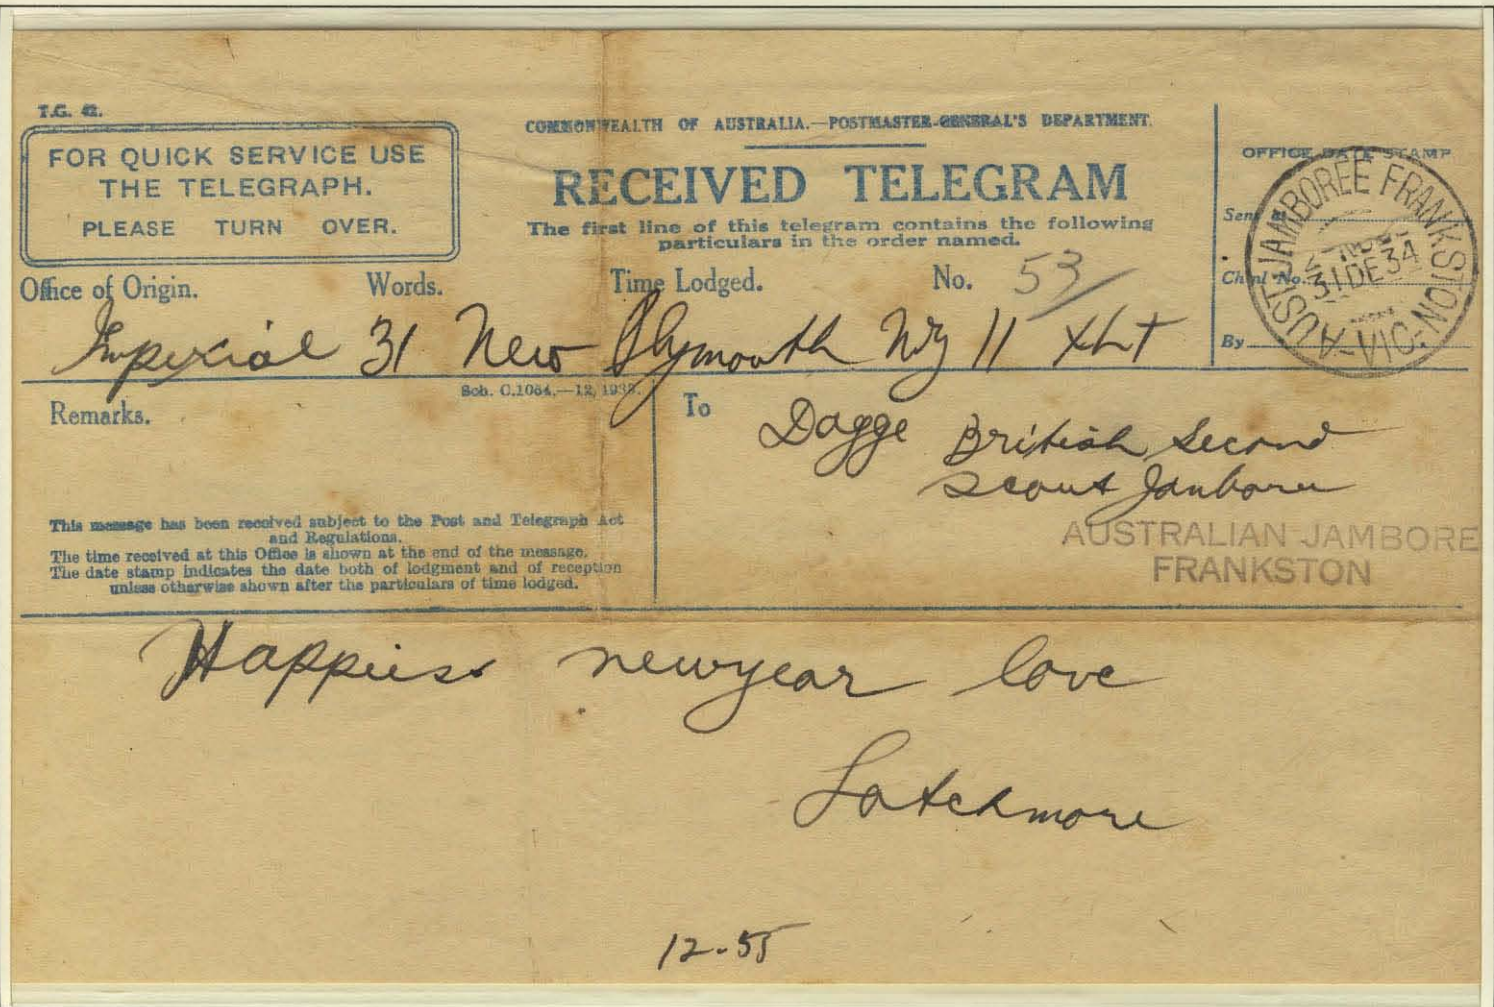 T.G. 42.
FOR QUICK SERVICE USE
THE TELEGRAPH.
PLEASE TURN OVER.
COMMONWEALTH OF AUSTRALIA.—POSTMASTER-GENERAL'S DEPARTMENT.
RECEIVED TELEGRAM
The first line of this telegram contains the following
particulars in the order named.
OFFICE DATE STAMP
AUST JAMBOREE FRANKSTON
31DE34
VIC-A
By
Office of Origin. Words. Time Lodged. No. 53
Imperial 31 New Plymouth NZ 11 XLT
Sch. C.1064.—12, 193
Remarks.
To Dagge British Second
Scout Jamboree
AUSTRALIAN JAMBORE
FRANKSTON
This message has been received subject to the Post and Telegraph Act
and Regulations.
The time received at this Office is shown at the end of the message.
The date stamp indicates the date both of lodgment and of reception
unless otherwise shown after the particulars of time lodged.
Happiest newyear love
Latchmore
12-55